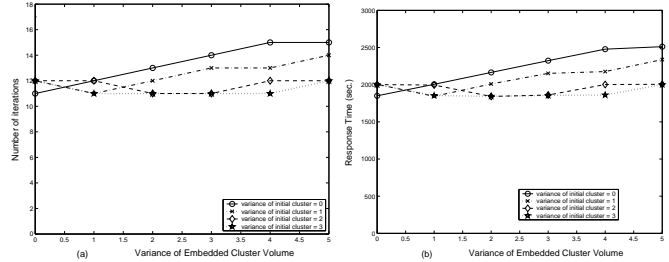 18
16
14
12
10
8
6
4
2
0
Number of iterations
0 0.5 1 1.5 2 2.5 3 3.5 4 4.5 5
(a) Variance of Embedded Cluster Volume
variance of initial cluster = 0
variance of initial cluster = 1
variance of initial cluster = 2
variance of initial cluster = 3
3000
2500
2000
1500
1000
500
0
Response Time (sec.)
0 0.5 1 1.5 2 2.5 3 3.5 4 4.5 5
(b) Variance of Embedded Cluster Volume
variance of initial cluster = 0
variance of initial cluster = 1
variance of initial cluster = 2
variance of initial cluster = 3